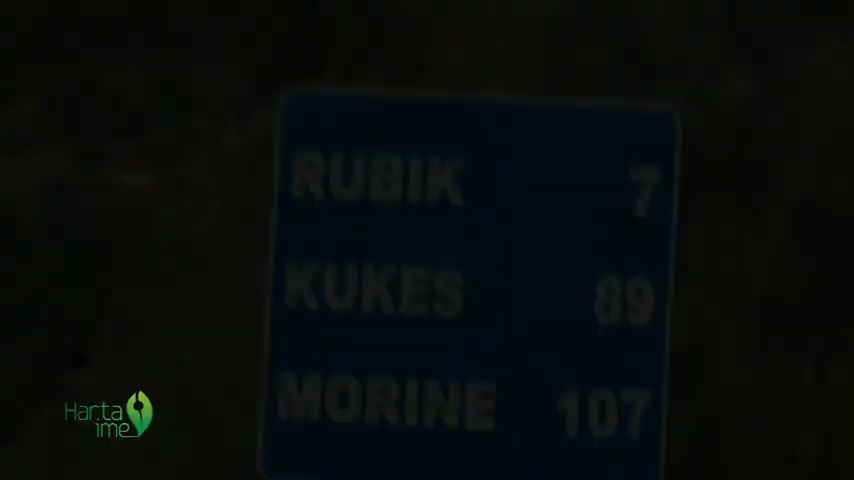 RUBIK 7
KUKES 89
MORINE 107
Harta
ime